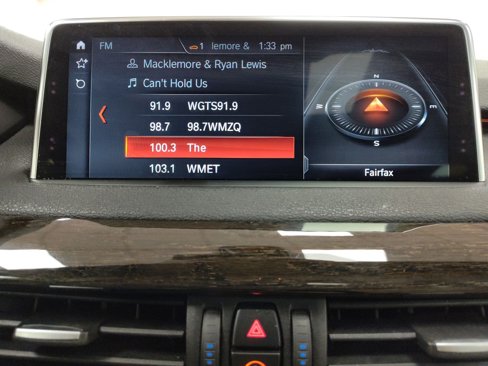 FM 1 lemore & 1:33 pm
Macklemore & Ryan Lewis
Can't Hold Us
91.9 WGTS91.9
98.7 98.7WMZQ
100.3 The
103.1 WMET
N
W E
S
Fairfax